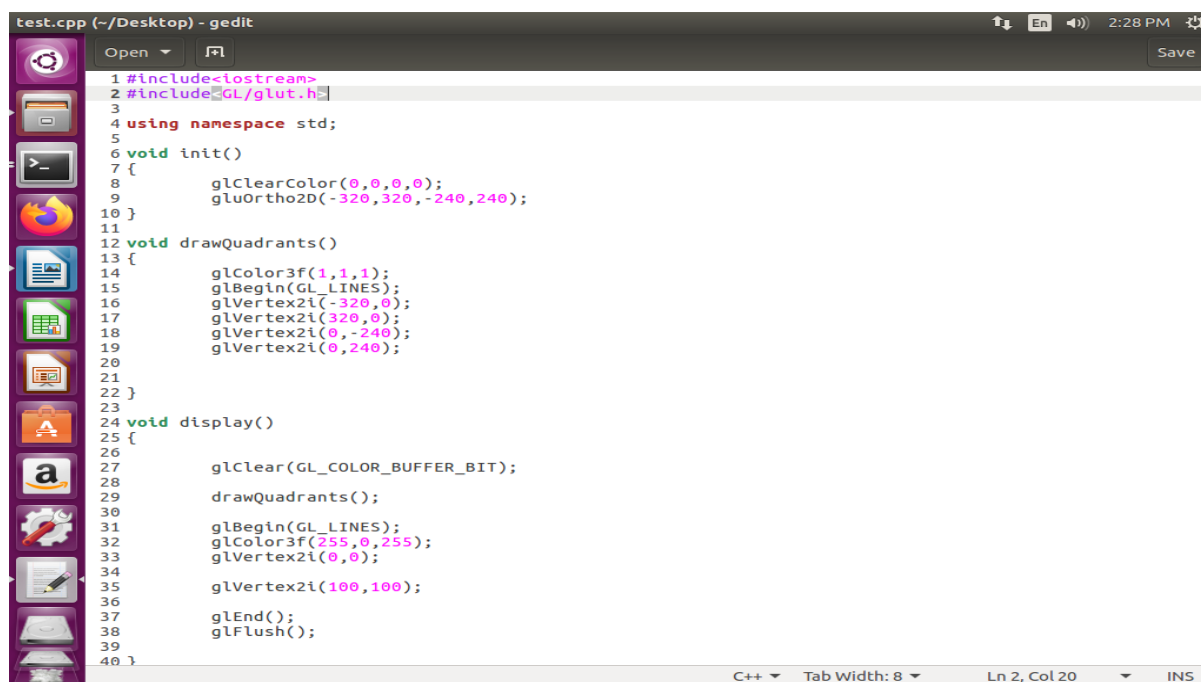 test.cpp (~/Desktop) - gedit En 2:28 PM
Open Save
1 #include<iostream>
2 #include<GL/glut.h>
3
4 using namespace std;
5
6 void init()
7 {
8 glClearColor(0,0,0,0);
9 gluOrtho2D(-320,320,-240,240);
10 }
11
12 void drawQuadrants()
13 {
14 glColor3f(1,1,1);
15 glBegin(GL_LINES);
16 glVertex2i(-320,0);
17 glVertex2i(320,0);
18 glVertex2i(0,-240);
19 glVertex2i(0,240);
20
21
22 }
23
24 void display()
25 {
26
27 glClear(GL_COLOR_BUFFER_BIT);
28
29 drawQuadrants();
30
31 glBegin(GL_LINES);
32 glColor3f(255,0,255);
33 glVertex2i(0,0);
34
35 glVertex2i(100,100);
36
37 glEnd();
38 glFlush();
39
40 }
C++ Tab Width: 8 Ln 2, Col 20 INS